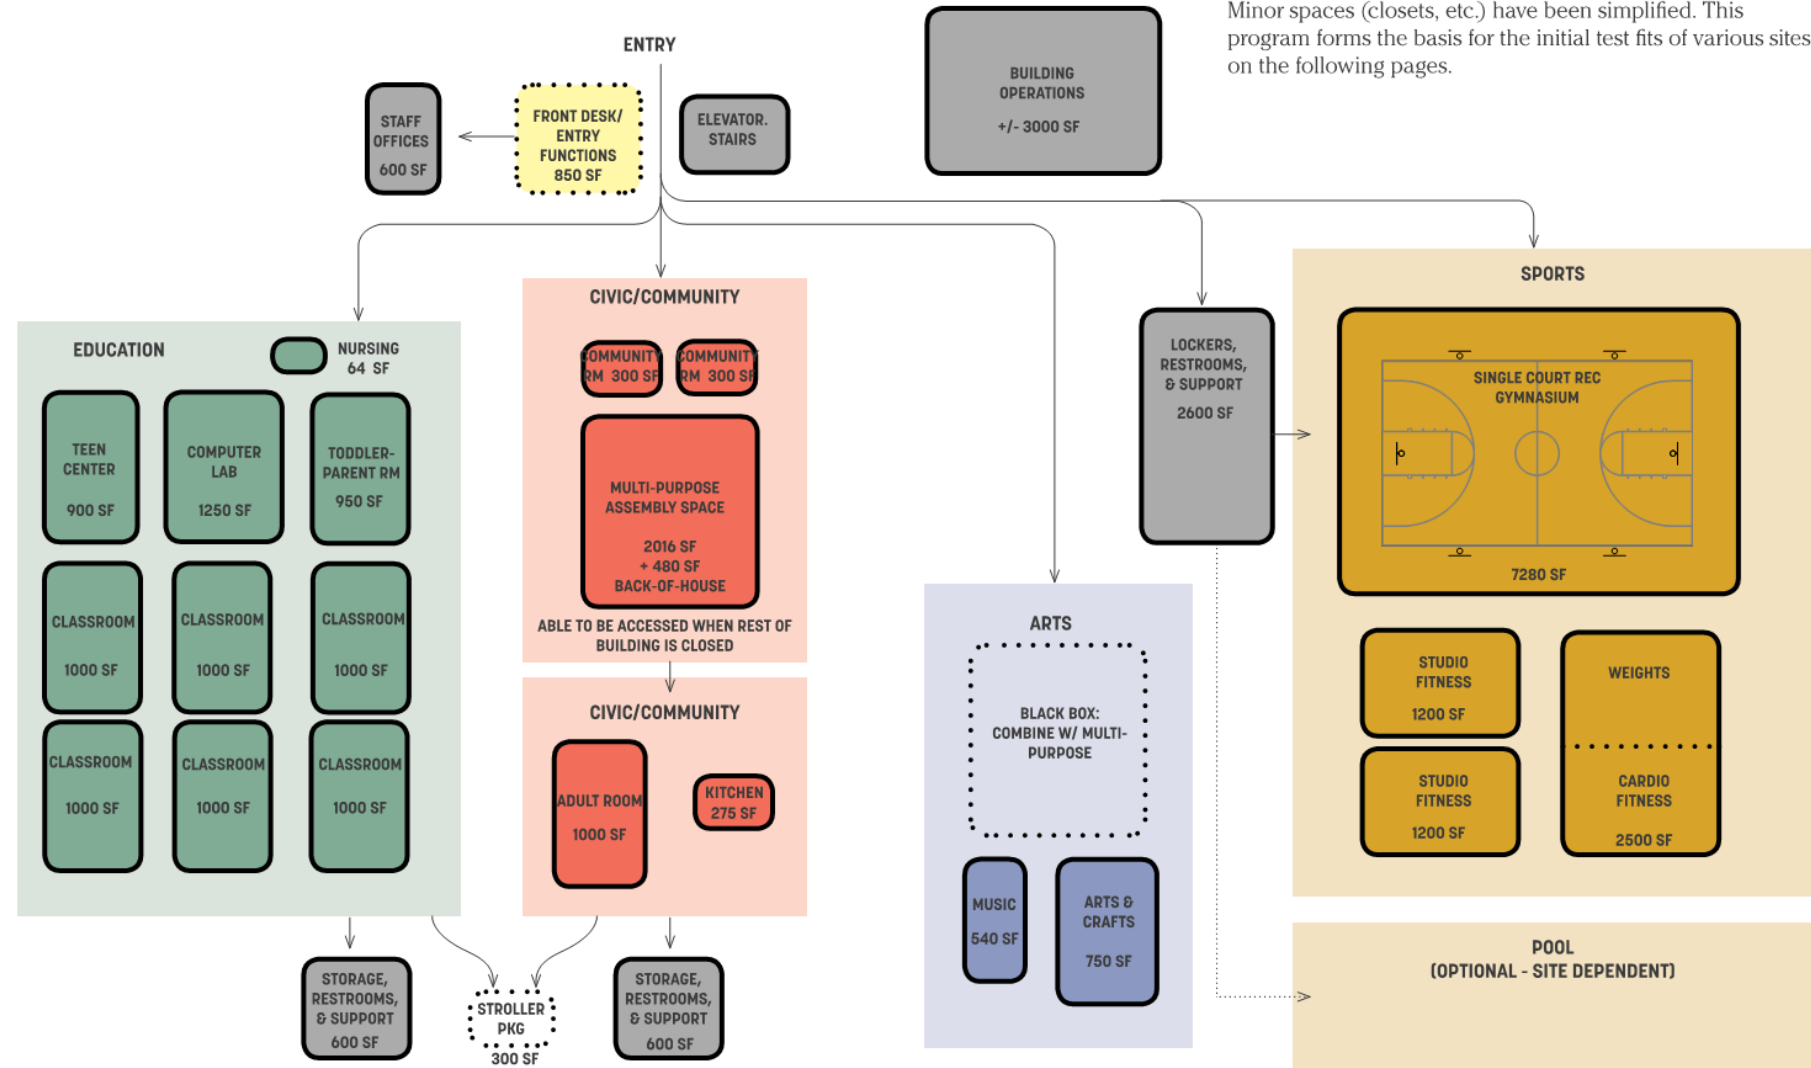 Minor spaces (closets, etc.) have been simplified. This
program forms the basis for the initial test fits of various sites
on the following pages.
ENTRY
STAFF
OFFICES
600 SF
FRONT DESK/
ENTRY
FUNCTIONS
850 SF
ELEVATOR.
STAIRS
BUILDING
OPERATIONS
+/- 3000 SF
EDUCATION
NURSING
64 SF
TEEN
CENTER
900 SF
COMPUTER
LAB
1250 SF
TODDLER-
PARENT RM
950 SF
CLASSROOM
1000 SF
CLASSROOM
1000 SF
CLASSROOM
1000 SF
CLASSROOM
1000 SF
CLASSROOM
1000 SF
CLASSROOM
1000 SF
CIVIC/COMMUNITY
COMMUNITY
RM 300 SF
COMMUNITY
RM 300 SF
MULTI-PURPOSE
ASSEMBLY SPACE
2016 SF
+ 480 SF
BACK-OF-HOUSE
ABLE TO BE ACCESSED WHEN REST OF
BUILDING IS CLOSED
CIVIC/COMMUNITY
ADULT ROOM
1000 SF
KITCHEN
275 SF
STORAGE,
RESTROOMS,
& SUPPORT
600 SF
STROLLER
PKG
300 SF
STORAGE,
RESTROOMS,
& SUPPORT
600 SF
ARTS
BLACK BOX:
COMBINE W/ MULTI-
PURPOSE
MUSIC
540 SF
ARTS &
CRAFTS
750 SF
LOCKERS,
RESTROOMS,
& SUPPORT
2600 SF
SPORTS
SINGLE COURT REC
GYMNASIUM
7280 SF
STUDIO
FITNESS
1200 SF
STUDIO
FITNESS
1200 SF
WEIGHTS
CARDIO
FITNESS
2500 SF
POOL
(OPTIONAL - SITE DEPENDENT)